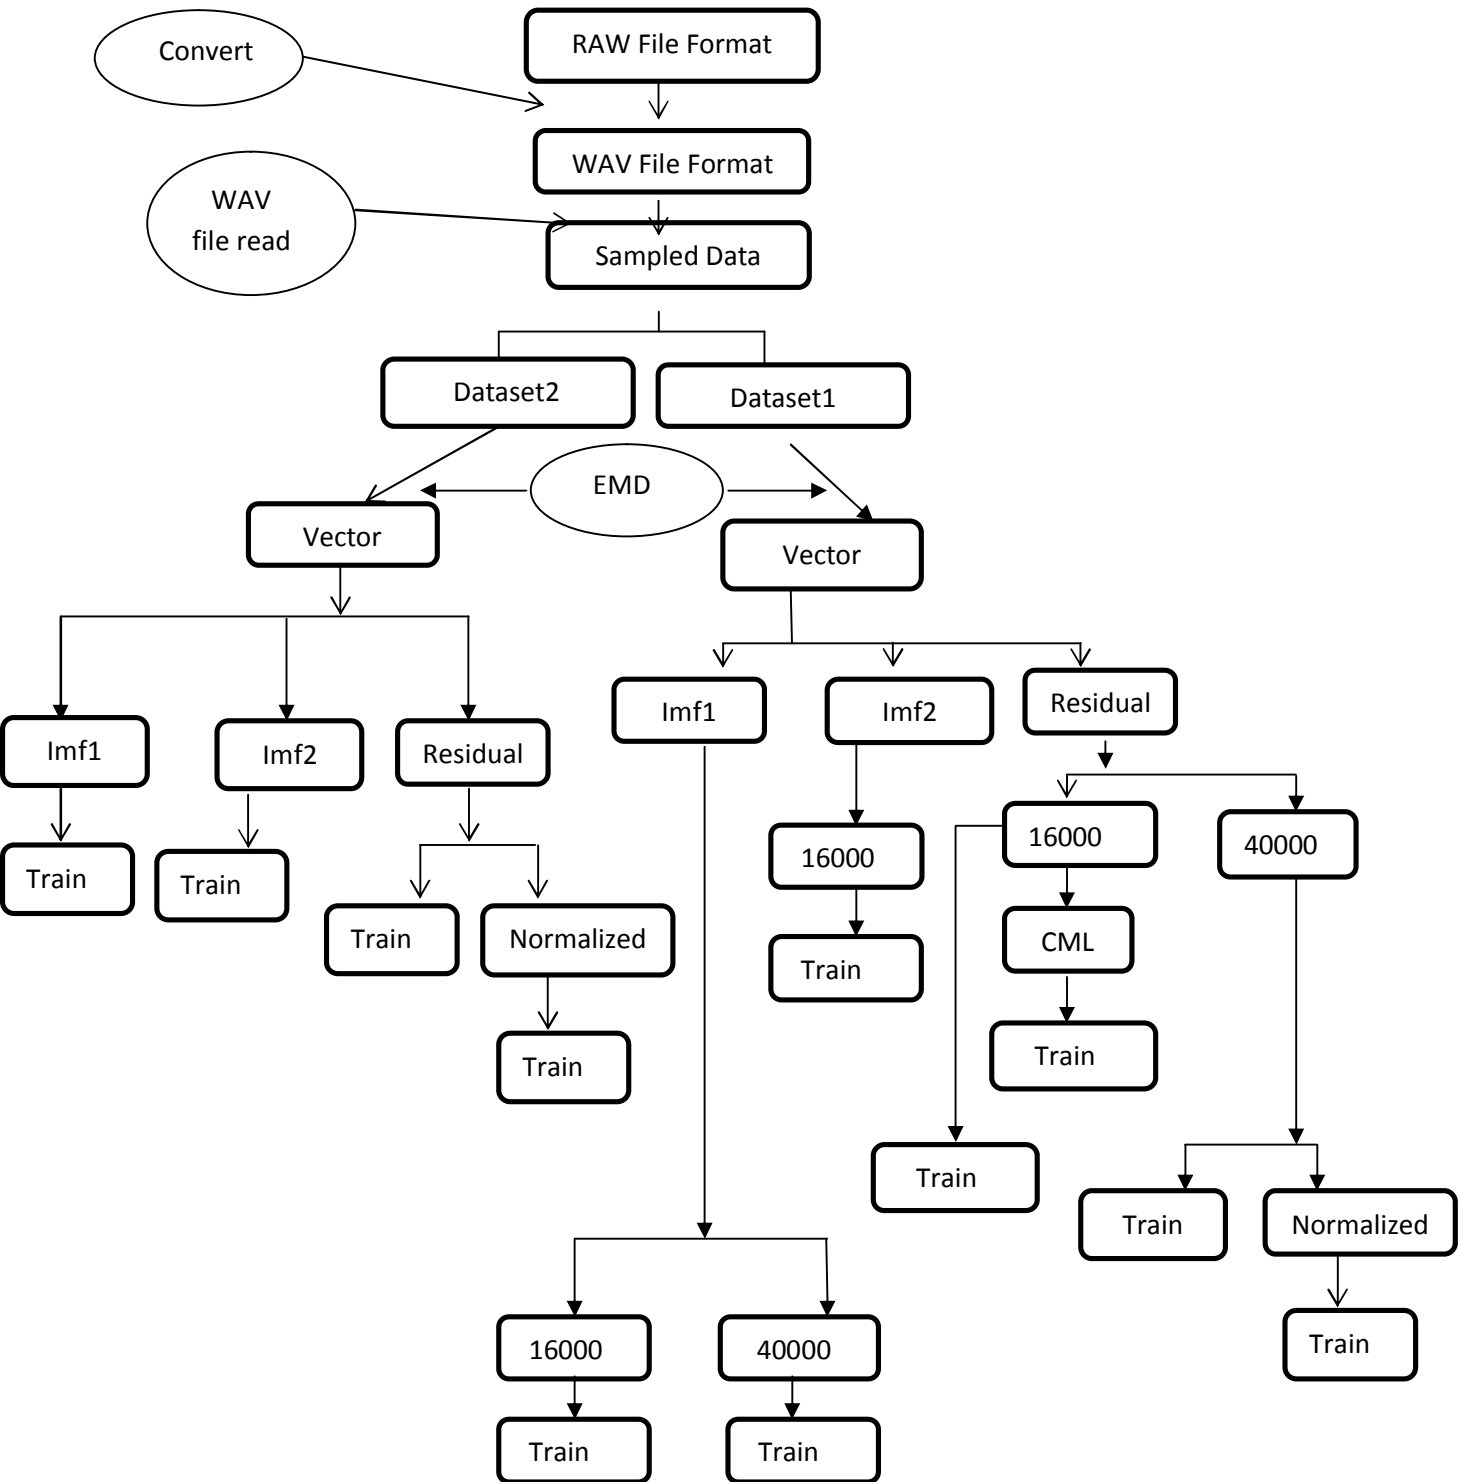 Convert
RAW File Format
WAV File Format
WAV
file read
Sampled Data
Dataset2
Dataset1
EMD
Vector
Vector
Imf1
Imf2
Residual
Imf1
Imf2
Residual
Train
Train
16000
16000
40000
Train
Normalized
Train
CML
Train
Train
Train
Train
Normalized
16000
40000
Train
Train
Train